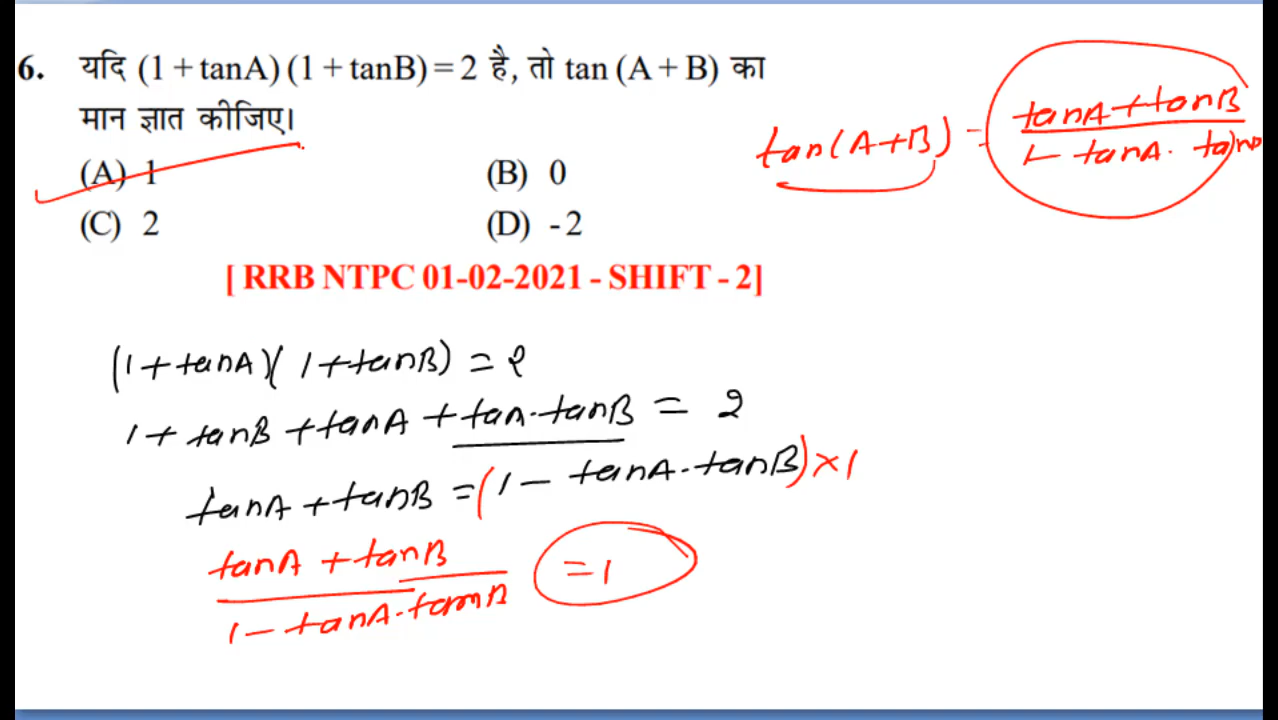 6. यदि (1 + tanA) (1 + tanB) = 2 है, तो tan (A + B) का
मान ज्ञात कीजिए।
(A) 1 (B) 0
(C) 2 (D) - 2
[ RRB NTPC 01-02-2021 - SHIFT - 2]
tan(A+B) = tanA + tanB
1 - tanA . tan
(1 + tanA)( 1 + tanB) = 2
1 + tanB + tanA + tanA . tanB = 2
tanA + tanB = (1 - tanA . tanB) × 1
tanA + tanB
1 - tanA . tanB = 1